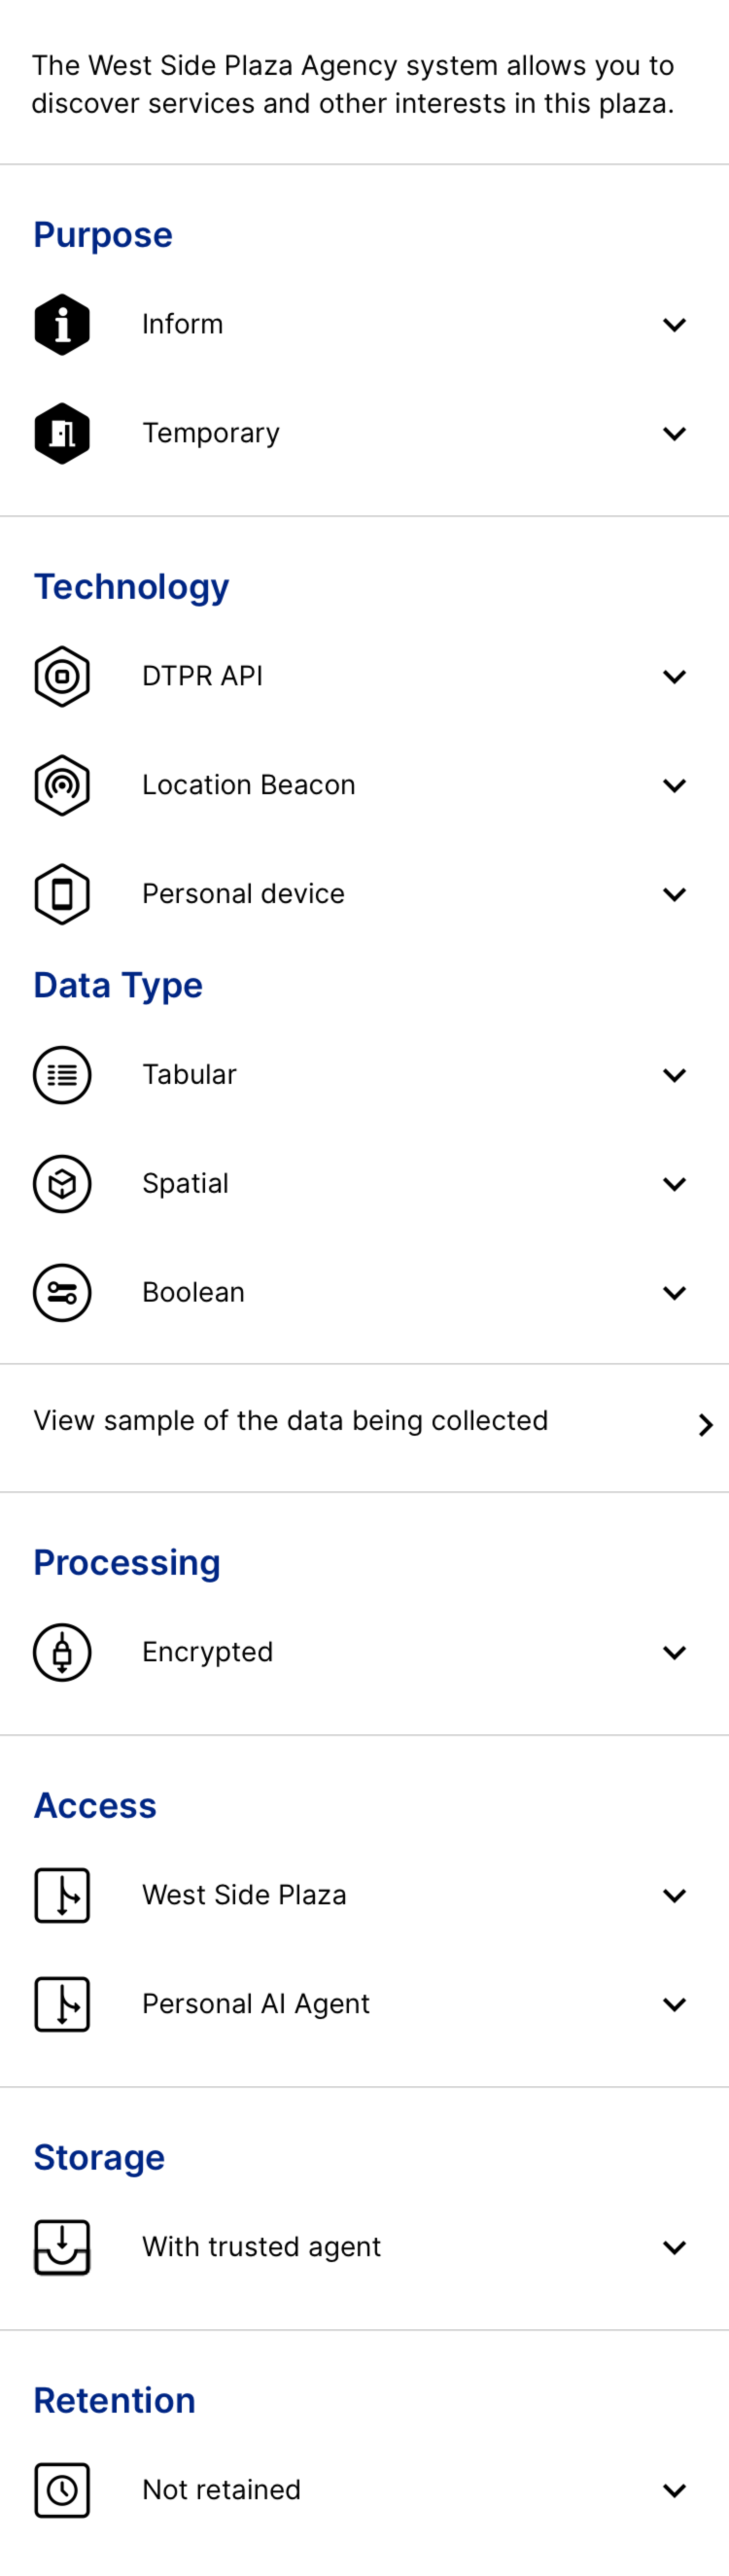 The West Side Plaza Agency system allows you to
discover services and other interests in this plaza.
Purpose
Inform
Temporary
Technology
DTPR API
Location Beacon
Personal device
Data Type
Tabular
Spatial
Boolean
View sample of the data being collected
Processing
Encrypted
Access
West Side Plaza
Personal AI Agent
Storage
With trusted agent
Retention
Not retained